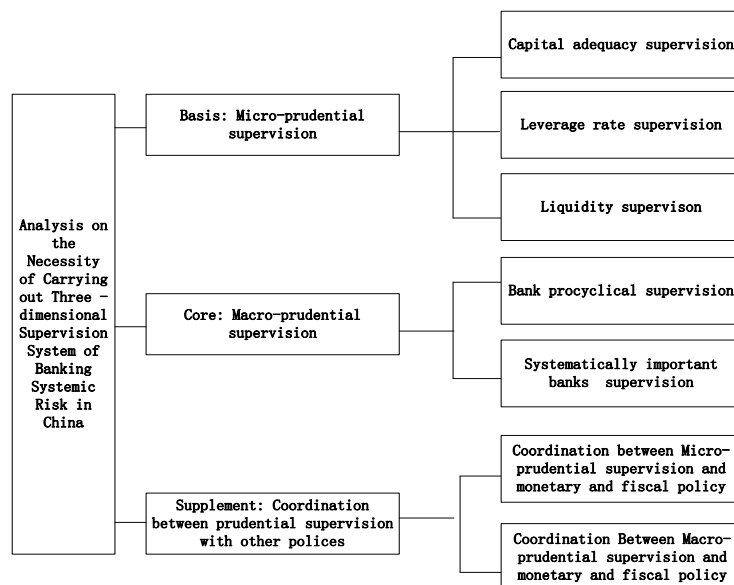 Analysis on
the
Necessity
of Carrying
out Three -
dimensional
Supervision
System of
Banking
Systemic
Risk in
China
Basis: Micro-prudential
supervision
Capital adequacy supervision
Leverage rate supervision
Liquidity supervison
Core: Macro-prudential
supervision
Bank procyclical supervision
Systematically important
banks supervision
Supplement: Coordination
between prudential supervision
with other polices
Coordination between Micro-
prudential supervision and
monetary and fiscal policy
Coordination Between Macro-
prudential supervision and
monetary and fiscal policy